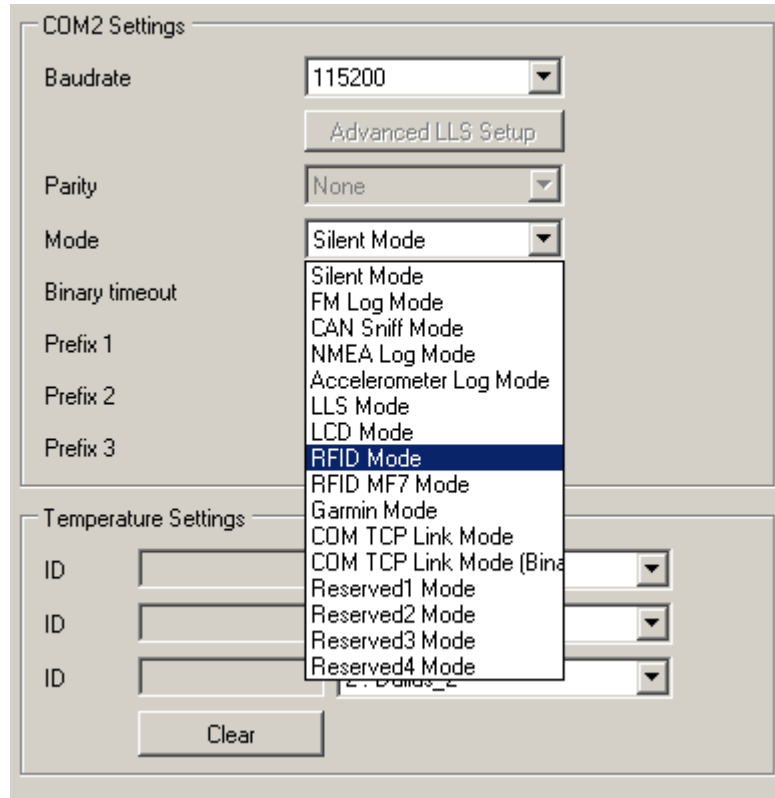 COM2 Settings
Baudrate 115200
Advanced LLS Setup
Parity None
Mode Silent Mode
Silent Mode
Binary timeout
FM Log Mode
CAN Sniff Mode
Prefix 1
NMEA Log Mode
Accelerometer Log Mode
Prefix 2
LLS Mode
LCD Mode
Prefix 3
RFID Mode
RFID MF7 Mode
Temperature Settings
Garmin Mode
COM TCP Link Mode
ID
COM TCP Link Mode (Bina
Reserved1 Mode
ID
Reserved2 Mode
Reserved3 Mode
ID
Reserved4 Mode
Clear